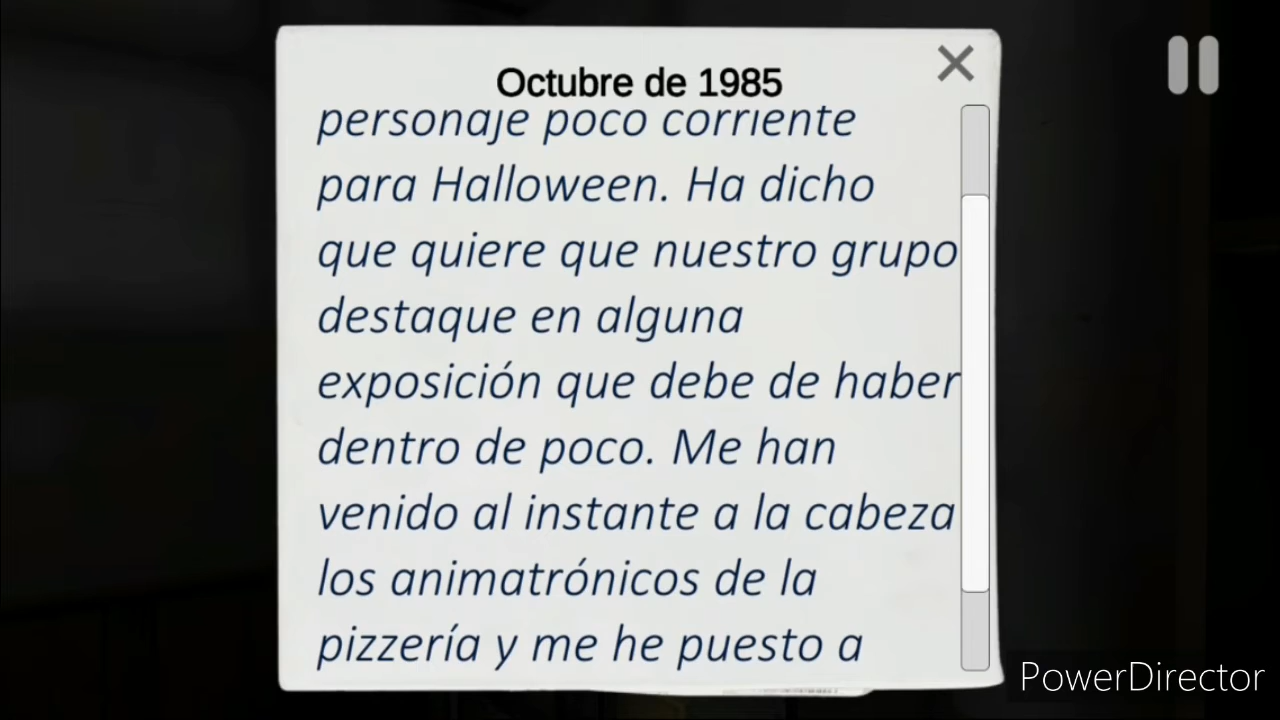 Octubre de 1985
personaje poco corriente
para Halloween. Ha dicho
que quiere que nuestro grupo
destaque en alguna
exposición que debe de haber
dentro de poco. Me han
venido al instante a la cabeza
los animatrónicos de la
pizzería y me he puesto a
PowerDirector